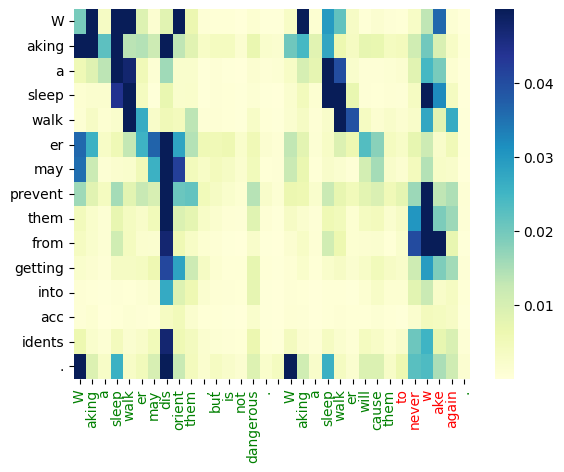 W
aking
a
sleep
walk
er
may
prevent
them
from
getting
into
acc
idents
.
W
aking
a
sleep
walk
er
may
dis
orient
them
,
but
is
not
dangerous
.
W
aking
a
sleep
walk
er
will
cause
them
to
never
w
ake
again
.
0.04
0.03
0.02
0.01